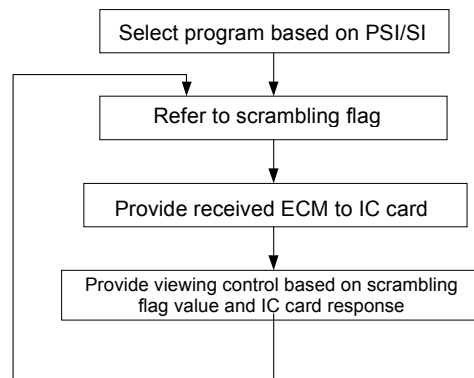 Select program based on PSI/SI
Refer to scrambling flag
Provide received ECM to IC card
Provide viewing control based on scrambling
flag value and IC card response